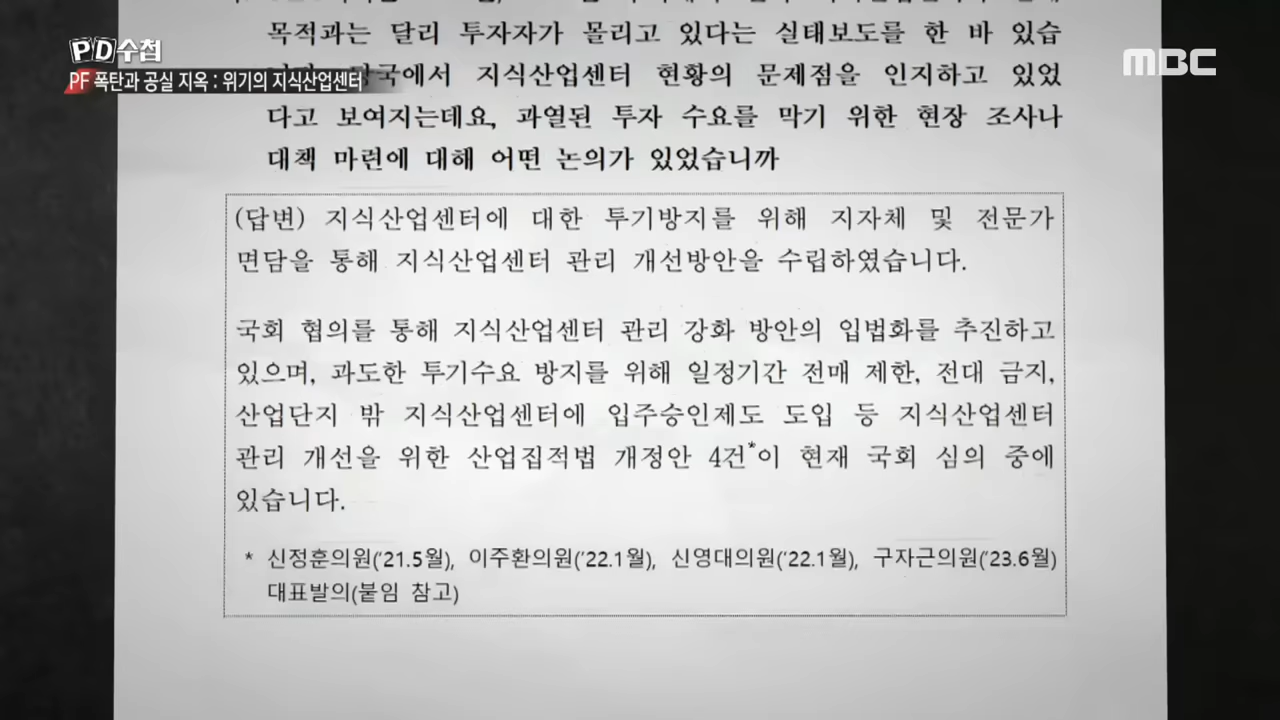 PD수첩
PF 폭탄과 공실 지옥 : 위기의 지식산업센터
MBC
목적과는 달리 투자자가 몰리고 있다는 실태보도를 한 바 있습
당국에서 지식산업센터 현황의 문제점을 인지하고 있었
다고 보여지는데요, 과열된 투자 수요를 막기 위한 현장 조사나
대책 마련에 대해 어떤 논의가 있었습니까
(답변) 지식산업센터에 대한 투기방지를 위해 지자체 및 전문가
면담을 통해 지식산업센터 관리 개선방안을 수립하였습니다.
국회 협의를 통해 지식산업센터 관리 강화 방안의 입법화를 추진하고
있으며, 과도한 투기수요 방지를 위해 일정기간 전매 제한, 전대 금지,
산업단지 밖 지식산업센터에 입주승인제도 도입 등 지식산업센터
관리 개선을 위한 산업집적법 개정안 4건*이 현재 국회 심의 중에
있습니다.
* 신정훈의원('21.5월), 이주환의원('22.1월), 신영대의원('22.1월), 구자근의원('23.6월)
대표발의(붙임 참고)